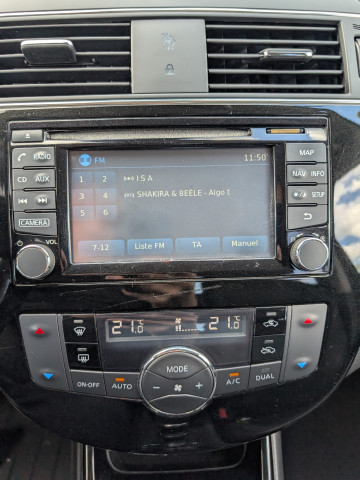 FM 11:50
1 2 I S A
3 4 SHAKIRA & BEÉLE - Algo t
5 6
7-12 Liste FM TA Manuel
RADIO
CD AUX
CAMERA
VOL
MAP
NAV INFO
SETUP
21.0 21.0
MODE
- +
ON·OFF AUTO A/C DUAL